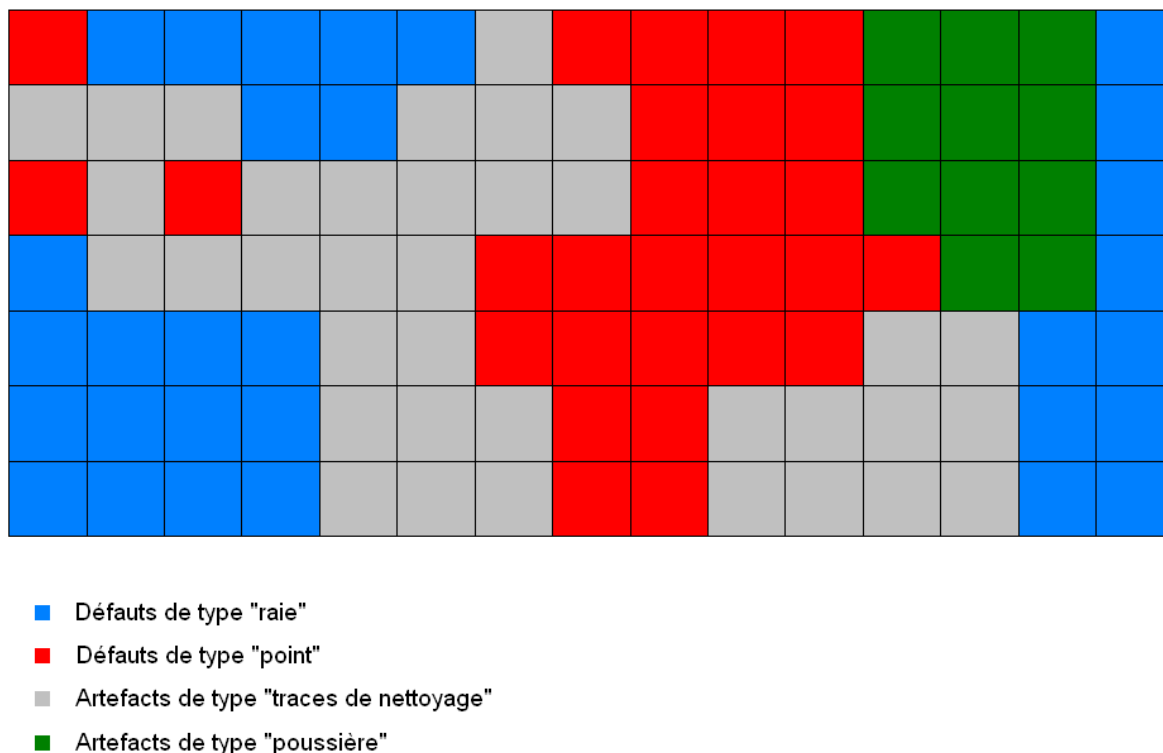 Défauts de type "raie"
Défauts de type "point"
Artefacts de type "traces de nettoyage"
Artefacts de type "poussière"